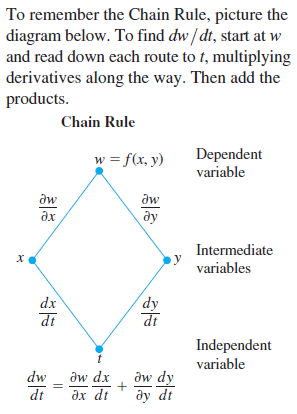 To remember the Chain Rule, picture the
diagram below. To find dw/dt, start at w
and read down each route to t, multiplying
derivatives along the way. Then add the
products.
Chain Rule
w = f(x, y)
Dependent
variable
∂w/∂x
∂w/∂y
x
y
Intermediate
variables
dx/dt
dy/dt
t
Independent
variable
dw/dt = ∂w/∂x dx/dt + ∂w/∂y dy/dt